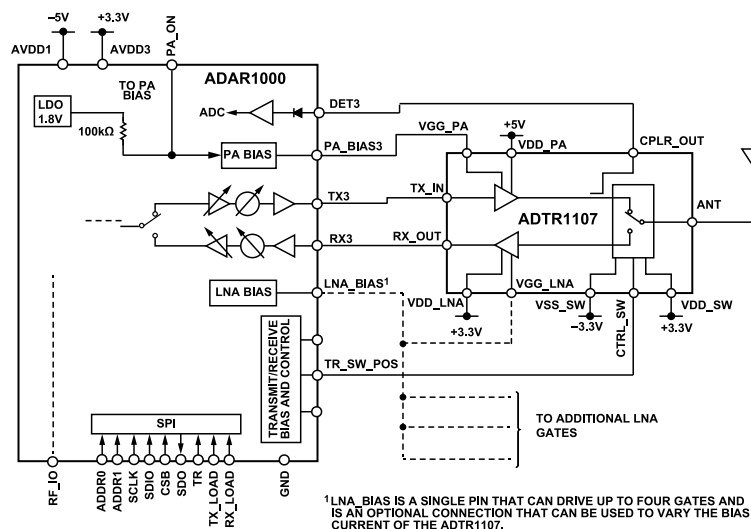 –5V
+3.3V
AVDD1
AVDD3
PA_ON
ADAR1000
TO PA
BIAS
LDO
1.8V
100kΩ
ADC
DET3
PA BIAS
PA_BIAS3
VGG_PA
+5V
VDD_PA
CPLR_OUT
TX3
TX_IN
ADTR1107
ANT
RX3
RX_OUT
LNA BIAS
LNA_BIAS1
VDD_LNA
VGG_LNA
VSS_SW
CTRL_SW
VDD_SW
+3.3V
–3.3V
+3.3V
TRANSMIT/RECEIVE
BIAS AND CONTROL
TR_SW_POS
SPI
TO ADDITIONAL LNA
GATES
RF_IO
ADDR0
ADDR1
SCLK
SDIO
CSB
SDO
TR
TX_LOAD
RX_LOAD
GND
1LNA_BIAS IS A SINGLE PIN THAT CAN DRIVE UP TO FOUR GATES AND
IS AN OPTIONAL CONNECTION THAT CAN BE USED TO VARY THE BIAS
CURRENT OF THE ADTR1107.